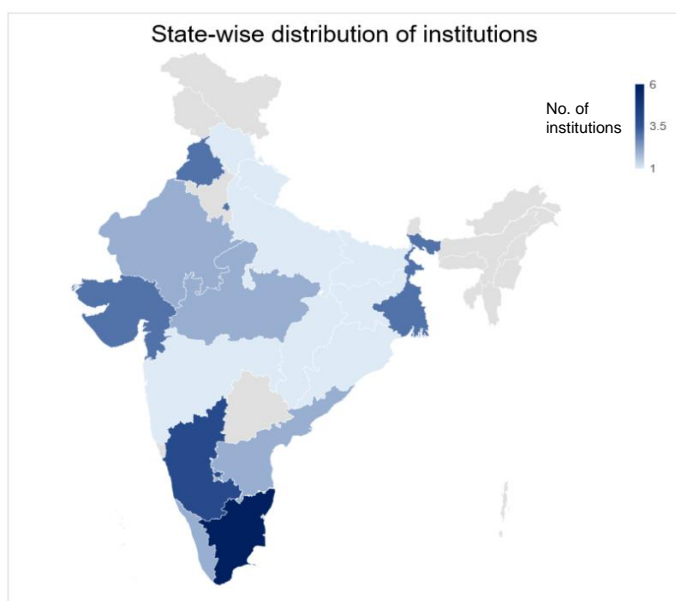 State-wise distribution of institutions
6
No. of
institutions
3.5
1